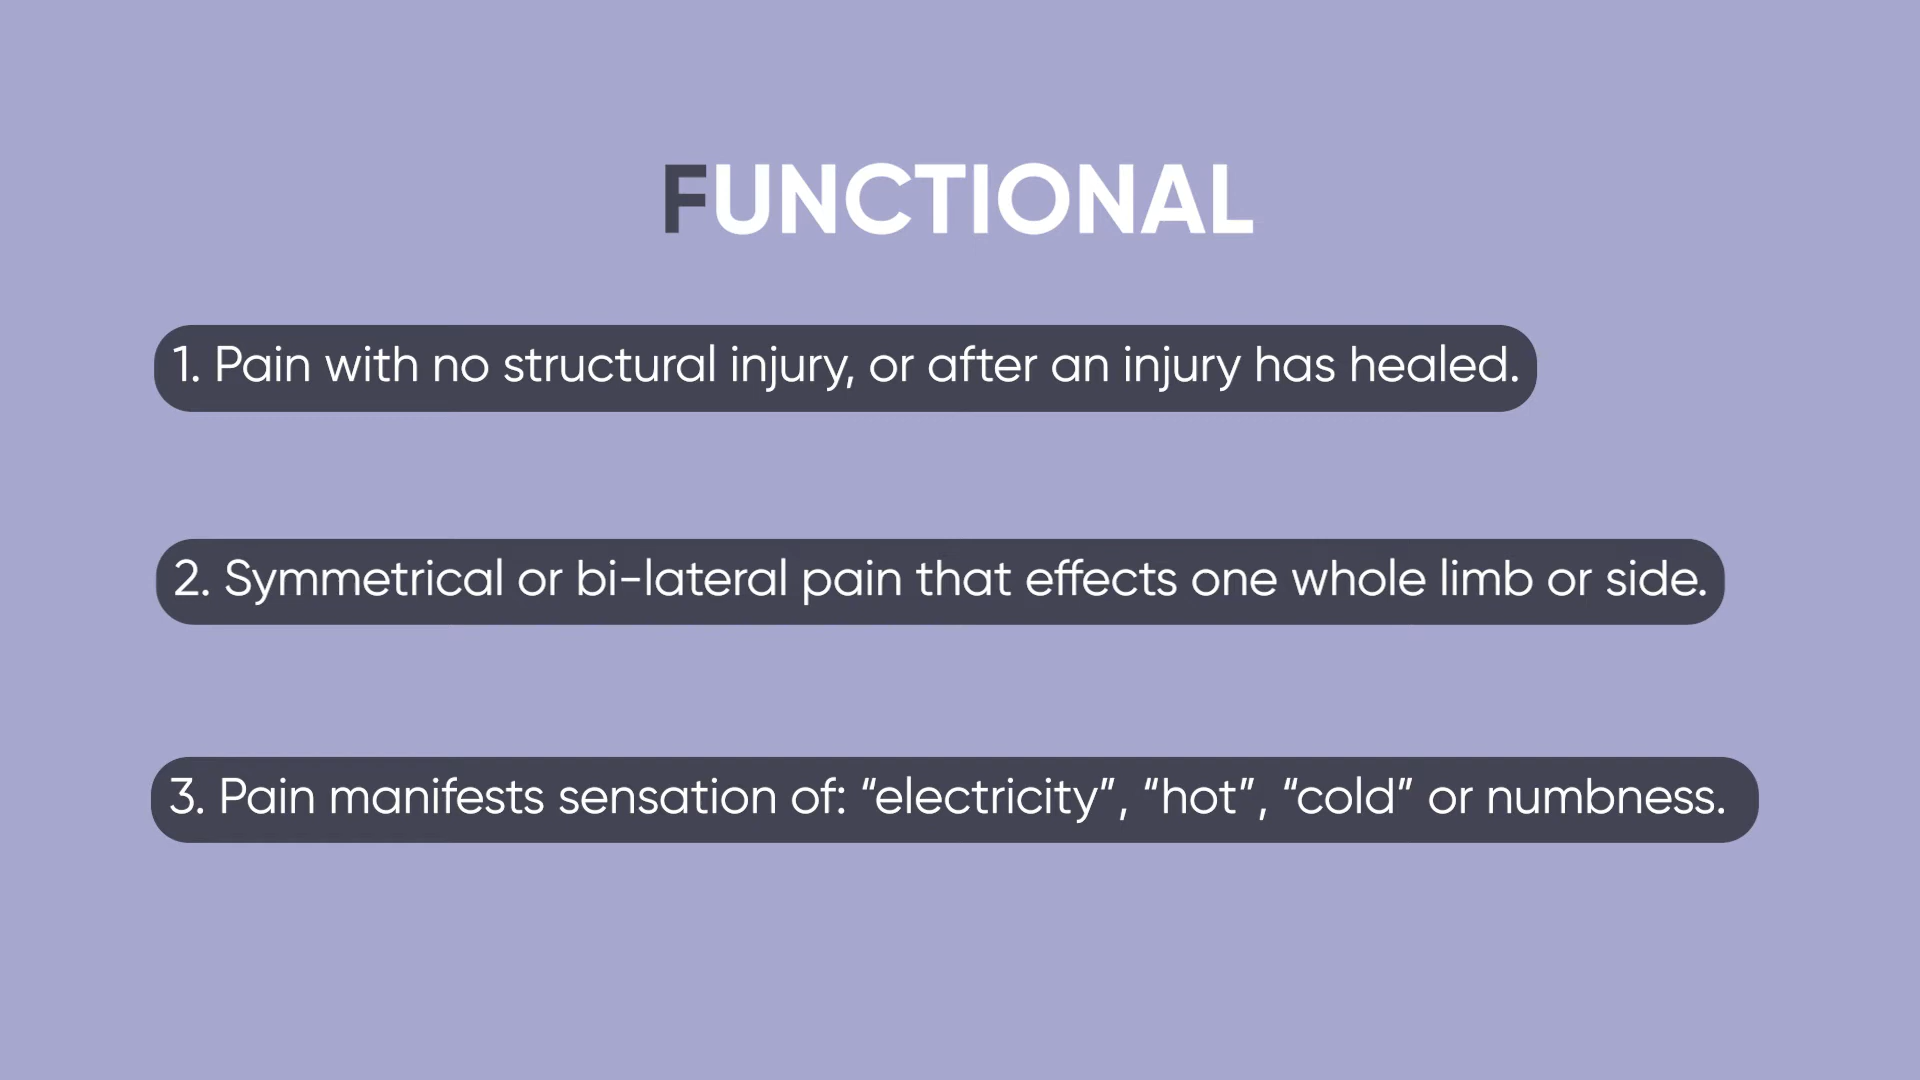 FUNCTIONAL
1. Pain with no structural injury, or after an injury has healed.
2. Symmetrical or bi-lateral pain that effects one whole limb or side.
3. Pain manifests sensation of: “electricity”, “hot”, “cold” or numbness.